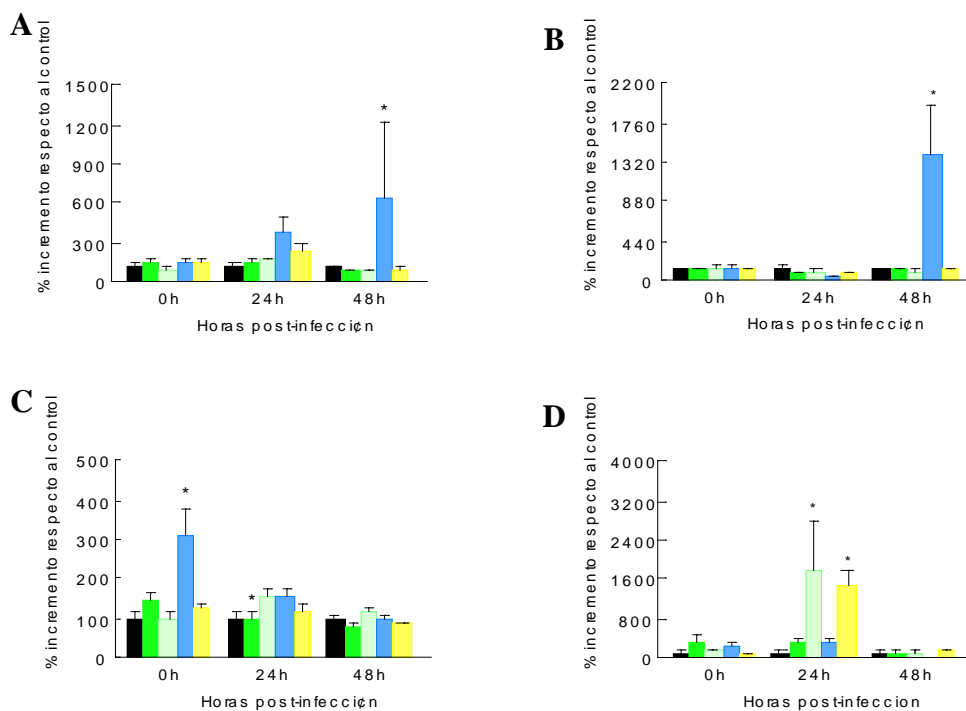 A
% incremento respecto al control
1500
1200
900
600
300
0
*
0h 24h 48h
Horas post-infecci¢n
B
% incremento respecto al control
2200
1760
1320
880
440
0
*
0h 24h 48h
Horas post-infecci¢n
C
% incremento respecto al control
500
400
300
200
100
0
*
*
0h 24h 48h
Horas post-infecci¢n
D
% incremento respecto al control
4000
3200
2400
1600
800
0
*
*
0h 24h 48h
Horas post-infeccion